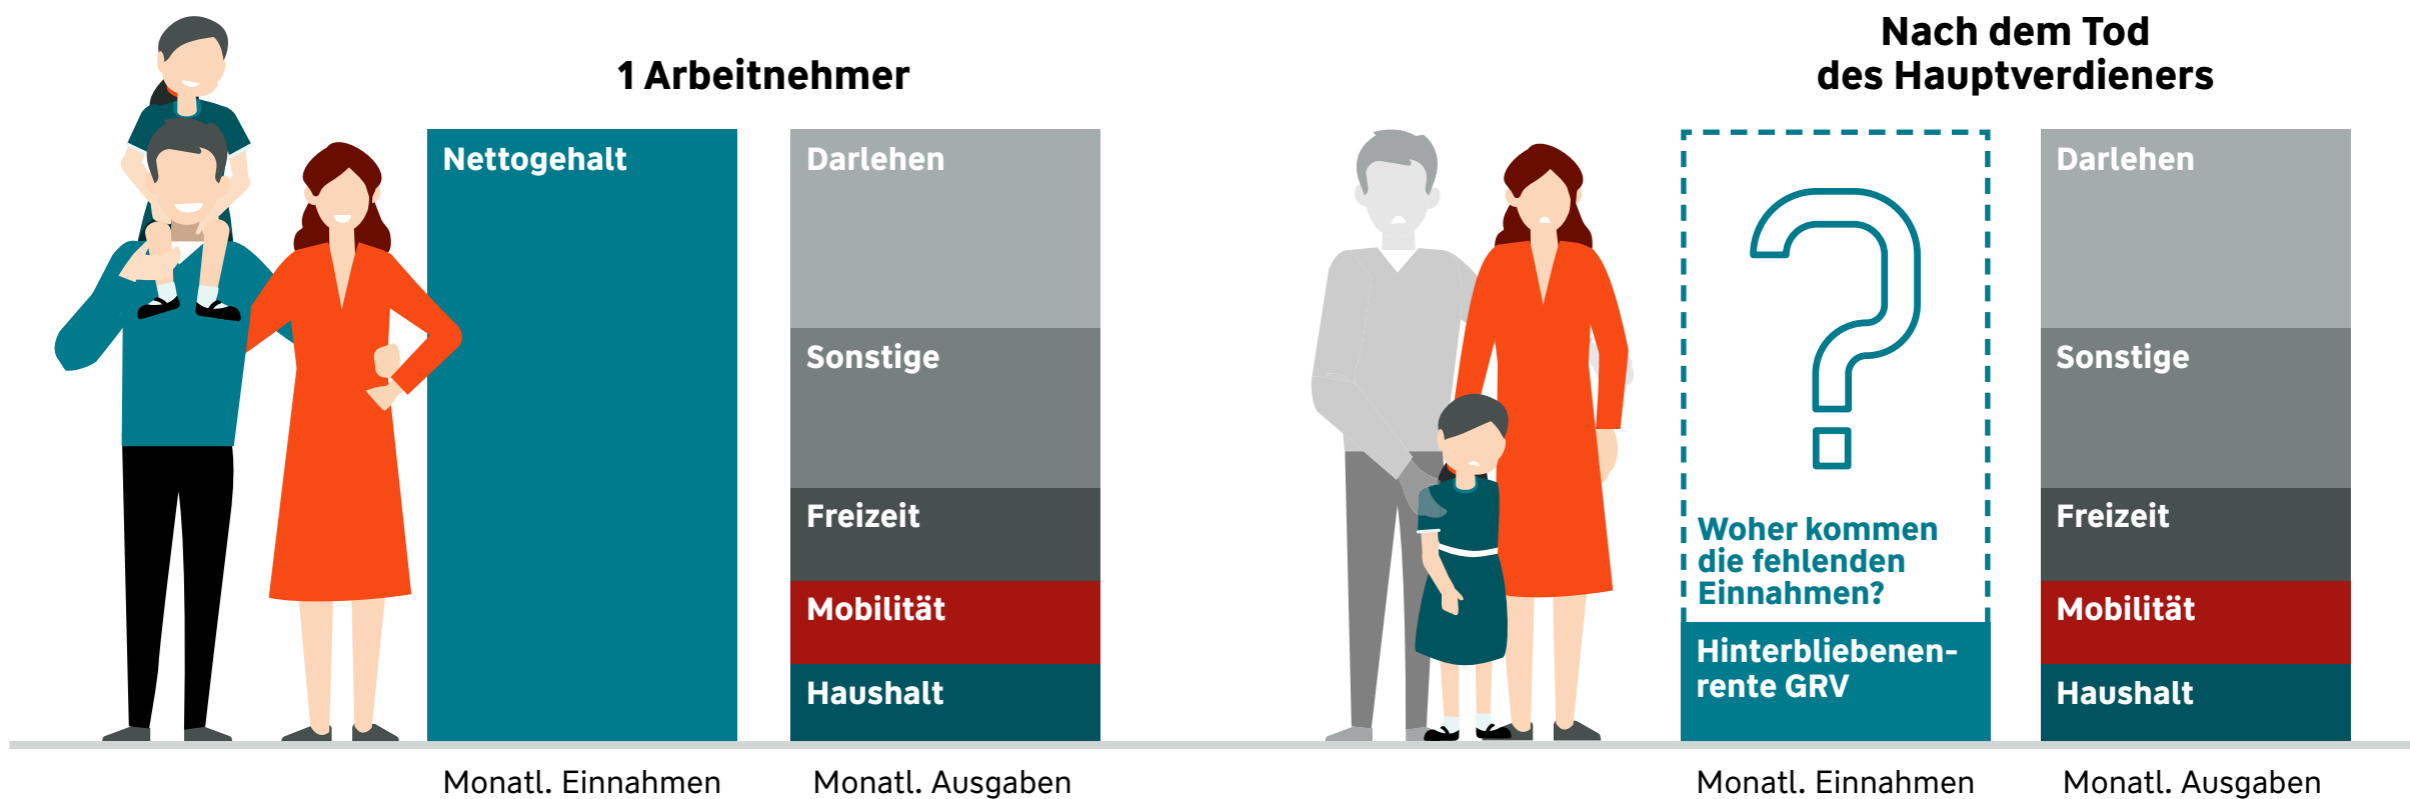 1 Arbeitnehmer
Nettogehalt
Darlehen
Sonstige
Freizeit
Mobilität
Haushalt
Monatl. Einnahmen
Monatl. Ausgaben
Nach dem Tod
des Hauptverdieners
Woher kommen
die fehlenden
Einnahmen?
Hinterbliebenen-
rente GRV
Darlehen
Sonstige
Freizeit
Mobilität
Haushalt
Monatl. Einnahmen
Monatl. Ausgaben